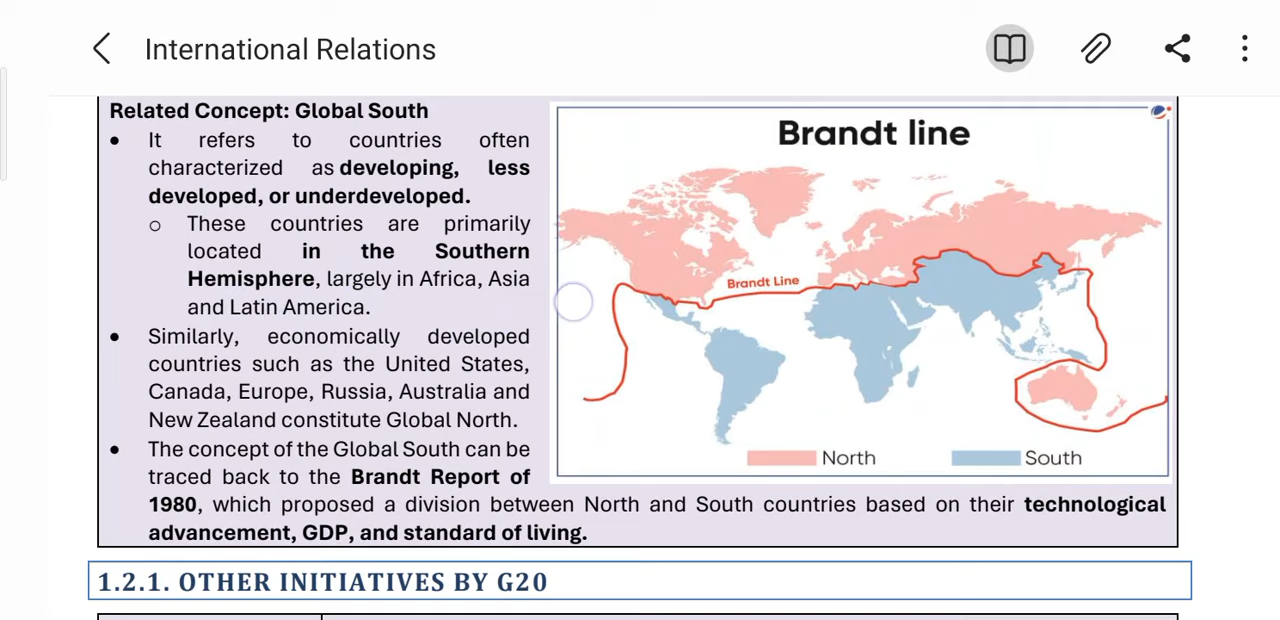 International Relations
Related Concept: Global South
• It refers to countries often
characterized as developing, less
developed, or underdeveloped.
o These countries are primarily
located in the Southern
Hemisphere, largely in Africa, Asia
and Latin America.
• Similarly, economically developed
countries such as the United States,
Canada, Europe, Russia, Australia and
New Zealand constitute Global North.
• The concept of the Global South can be
traced back to the Brandt Report of
1980, which proposed a division between North and South countries based on their technological
advancement, GDP, and standard of living.
Brandt line
Brandt Line
North
South
1.2.1. OTHER INITIATIVES BY G20